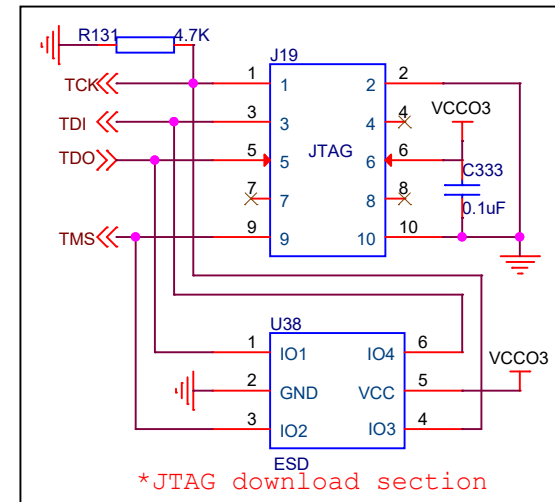 R131 4.7K
J19
TCK 1 1 2 2
TDI 3 3 4 4 VCCO3
TDO 5 5 JTAG 6 6
C333
7 7 8 8 0.1uF
TMS 9 9 10 10
U38
1 IO1 IO4 6
2 GND VCC 5 VCCO3
3 IO2 IO3 4
ESD
*JTAG download section